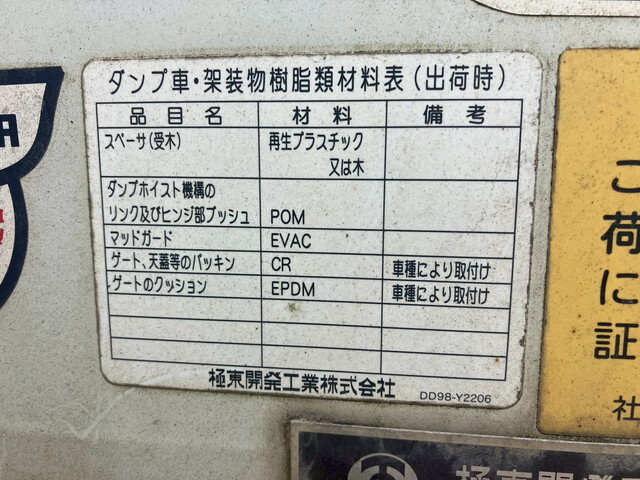 ダンプ車・架装物樹脂類材料表（出荷時）
品目名 材料 備考
スペーサ(受木) 再生プラスチック
又は木
ダンプホイスト機構の
リンク及びヒンジ部ブッシュ POM
マッドガード EVAC
ゲート、天蓋等のパッキン CR 車種により取付け
ゲートのクッション EPDM 車種により取付け
極東開発工業株式会社 DD98-Y2206
こ
荷
に
証
社
極東開発工